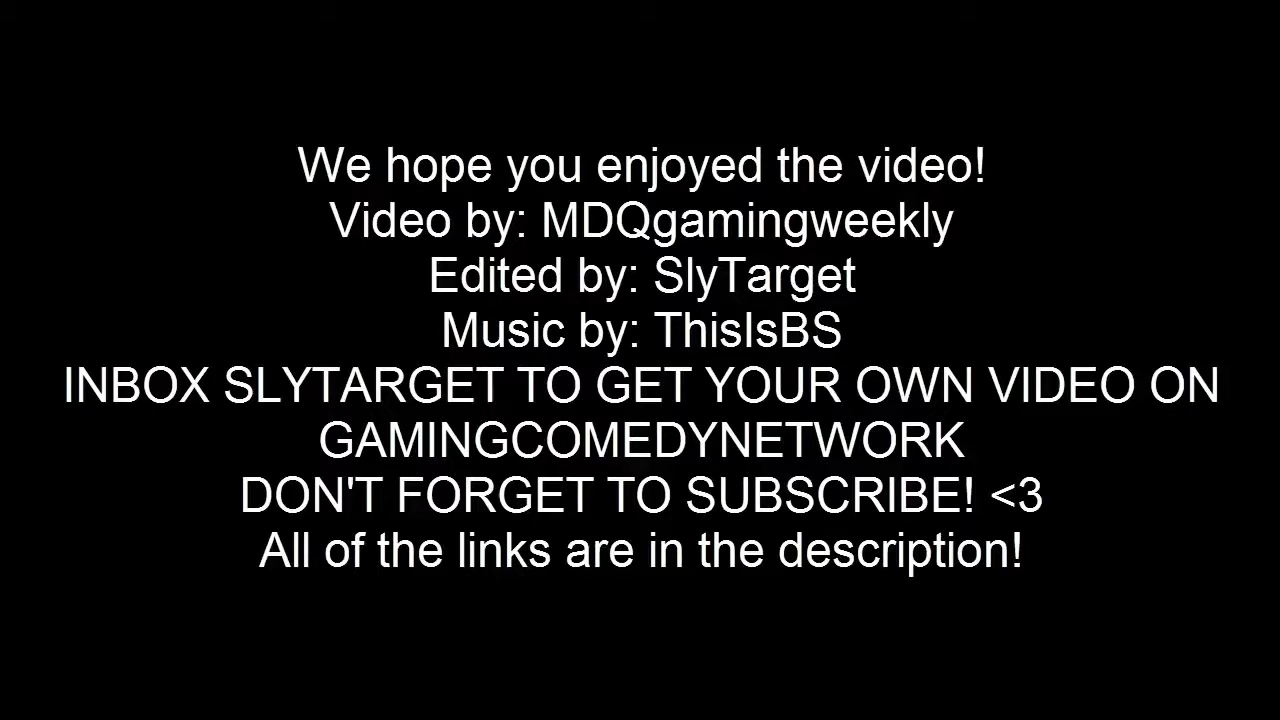 We hope you enjoyed the video!
Video by: MDQgamingweekly
Edited by: SlyTarget
Music by: ThisIsBS
INBOX SLYTARGET TO GET YOUR OWN VIDEO ON
GAMINGCOMEDYNETWORK
DON'T FORGET TO SUBSCRIBE! <3
All of the links are in the description!